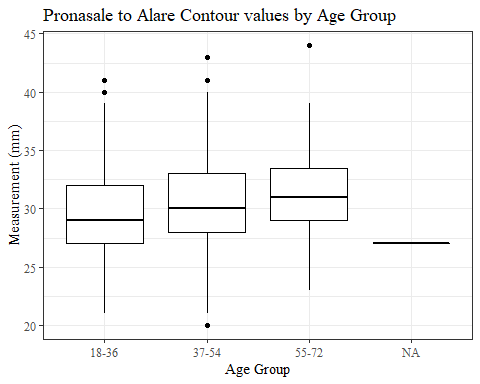 Pronasale to Alare Contour values by Age Group
Measurement (mm)
45
40
35
30
25
20
18-36 37-54 55-72 NA
Age Group